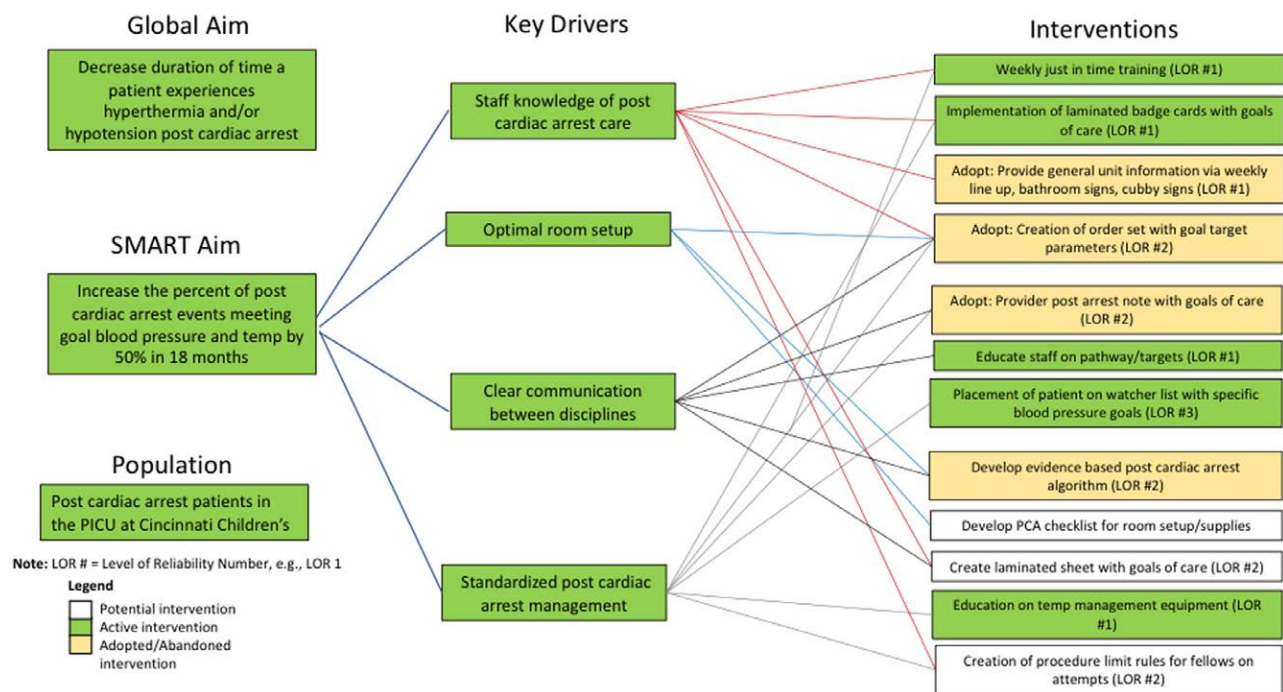 Global Aim
Decrease duration of time a
patient experiences
hyperthermia and/or
hypotension post cardiac arrest
SMART Aim
Increase the percent of post
cardiac arrest events meeting
goal blood pressure and temp by
50% in 18 months
Population
Post cardiac arrest patients in
the PICU at Cincinnati Children’s
Note: LOR # = Level of Reliability Number, e.g., LOR 1
Legend
Potential intervention
Active intervention
Adopted/Abandoned
intervention
Key Drivers
Staff knowledge of post
cardiac arrest care
Optimal room setup
Clear communication
between disciplines
Standardized post cardiac
arrest management
Interventions
Weekly just in time training (LOR #1)
Implementation of laminated badge cards with goals
of care (LOR #1)
Adopt: Provide general unit information via weekly
line up, bathroom signs, cubby signs (LOR #1)
Adopt: Creation of order set with goal target
parameters (LOR #2)
Adopt: Provider post arrest note with goals of care
(LOR #2)
Educate staff on pathway/targets (LOR #1)
Placement of patient on watcher list with specific
blood pressure goals (LOR #3)
Develop evidence based post cardiac arrest
algorithm (LOR #2)
Develop PCA checklist for room setup/supplies
Create laminated sheet with goals of care (LOR #2)
Education on temp management equipment (LOR
#1)
Creation of procedure limit rules for fellows on
attempts (LOR #2)